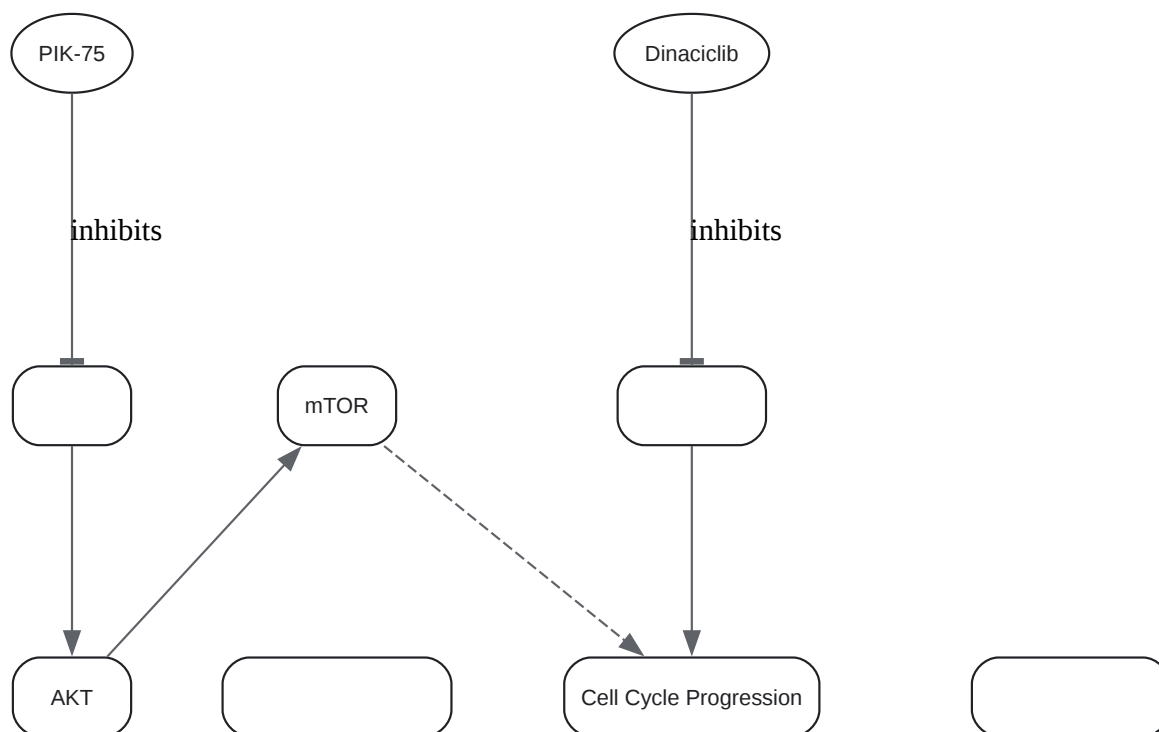 PIK-75
Dinaciclib
inhibits
inhibits
mTOR
AKT
Cell Cycle Progression